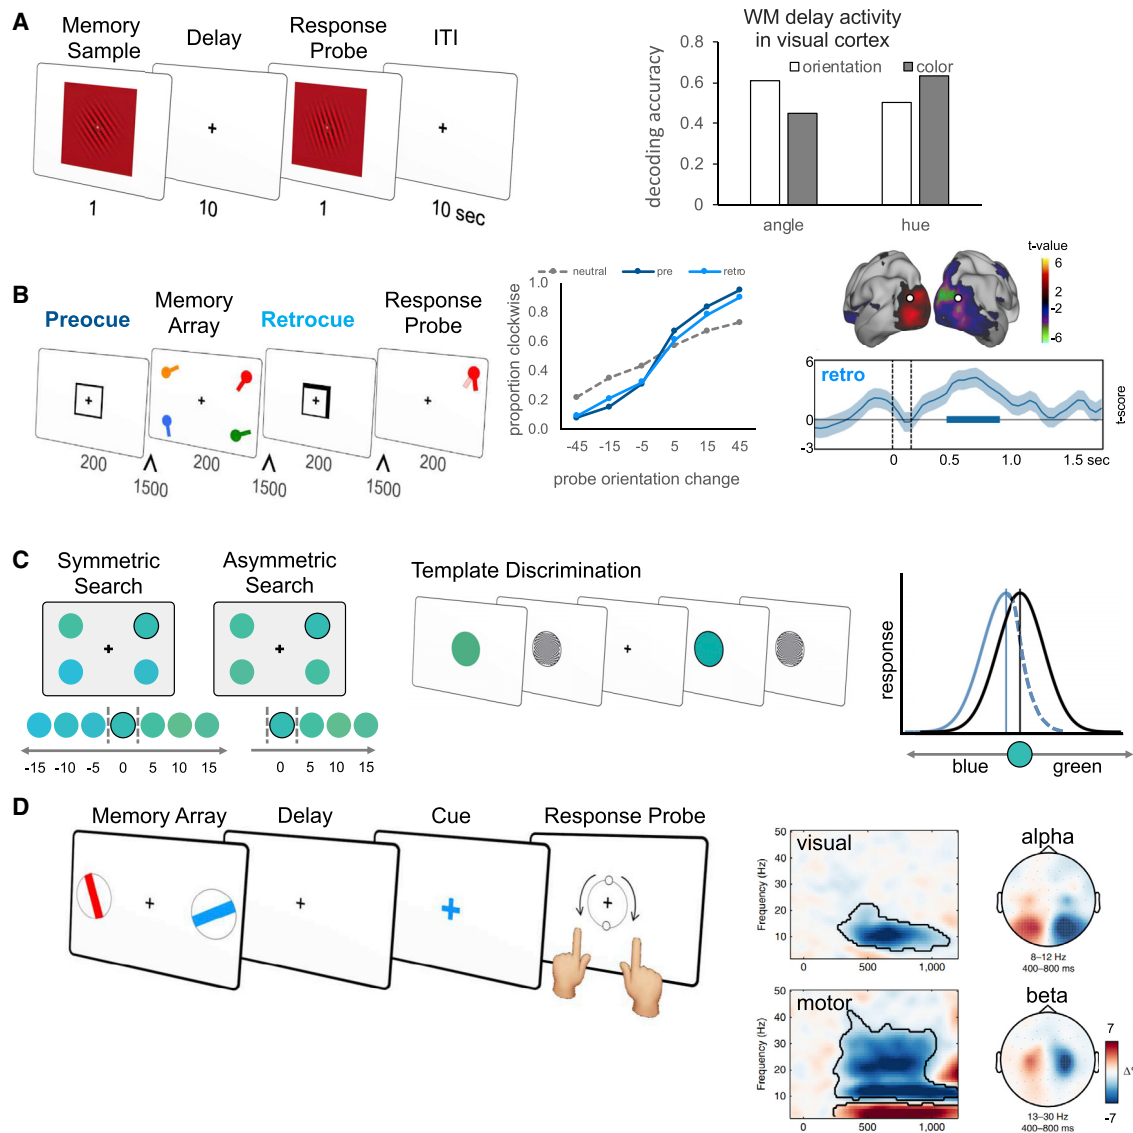 A
Memory
Sample
Delay
Response
Probe
ITI
1
10
1
10 sec
WM delay activity
in visual cortex
orientation
color
decoding accuracy
0.8
0.6
0.4
0.2
0
angle
hue
B
Preocue
Memory
Array
Retrocue
Response
Probe
200
1500
200
1500
200
1500
200
neutral
pre
retro
proportion clockwise
1.0
0.8
0.6
0.4
0.2
0.0
-45
-15
-5
5
15
45
probe orientation change
t-value
6
2
-2
-6
retro
6
0
-3
0
0.5
1.0
1.5 sec
t-score
C
Symmetric
Search
Asymmetric
Search
-15
-10
-5
0
5
10
15
0
5
10
15
Template Discrimination
response
blue
green
D
Memory Array
Delay
Cue
Response Probe
visual
Frequency (Hz)
50
40
30
20
10
0
500
1,000
alpha
8–12 Hz
400–800 ms
motor
Frequency (Hz)
50
40
30
20
10
0
500
1,000
beta
13–30 Hz
400–800 ms
7
-7